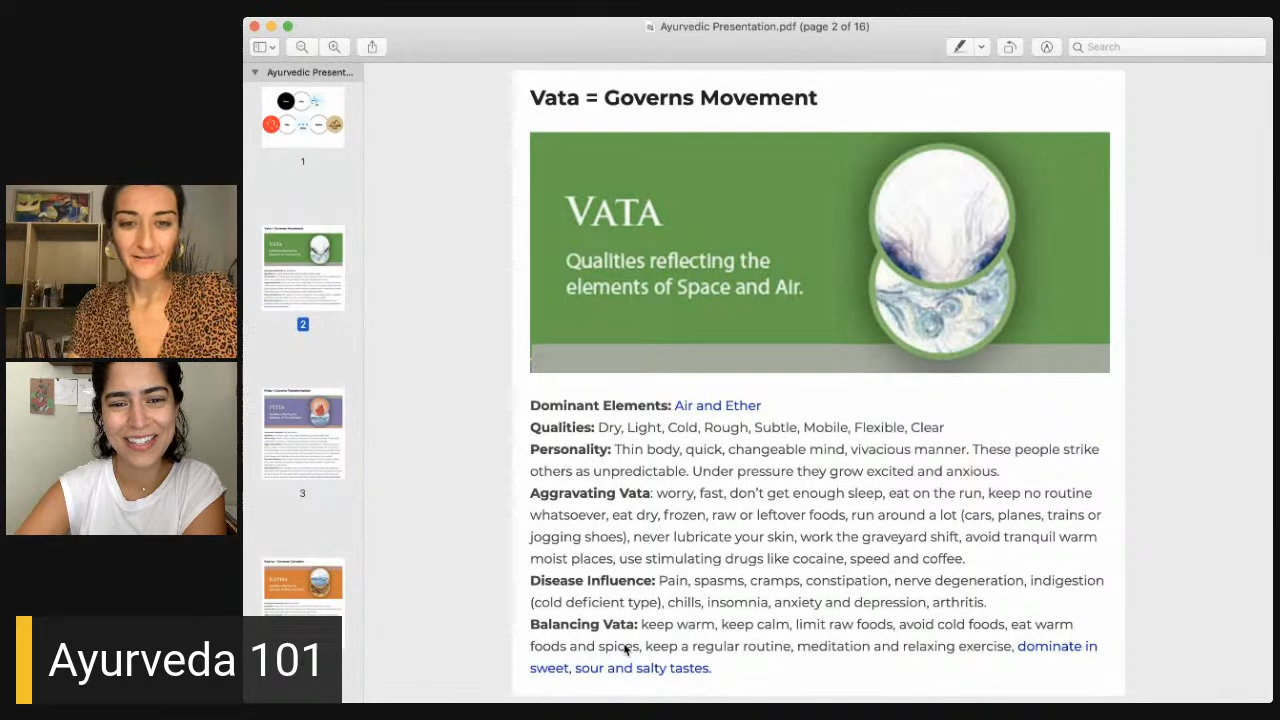 Ayurvedic Presentation.pdf (page 2 of 16)
Search
Ayurvedic Present...
1
2
3
Vata = Governs Movement
VATA
Qualities reflecting the
elements of Space and Air.
Dominant Elements: Air and Ether
Qualities: Dry, Light, Cold, Rough, Subtle, Mobile, Flexible, Clear
Personality: Thin body, quick, changeable mind, vivacious manner, these people strike
others as unpredictable. Under pressure they grow excited and anxious.
Aggravating Vata: worry, fast, don't get enough sleep, eat on the run, keep no routine
whatsoever, eat dry, frozen, raw or leftover foods, run around a lot (cars, planes, trains or
jogging shoes), never lubricate your skin, work the graveyard shift, avoid tranquil warm
moist places, use stimulating drugs like cocaine, speed and coffee.
Disease Influence: Pain, spasms, cramps, constipation, nerve degeneration, indigestion
chilled anxiety and depression, arthritis.
Balancing Vata: keep warm, keep calm, limit raw foods, avoid cold foods, eat warm
foods and spices, keep a regular routine, meditation and relaxing exercise, dominate in
sweet, sour and salty tastes.
Ayurveda 101